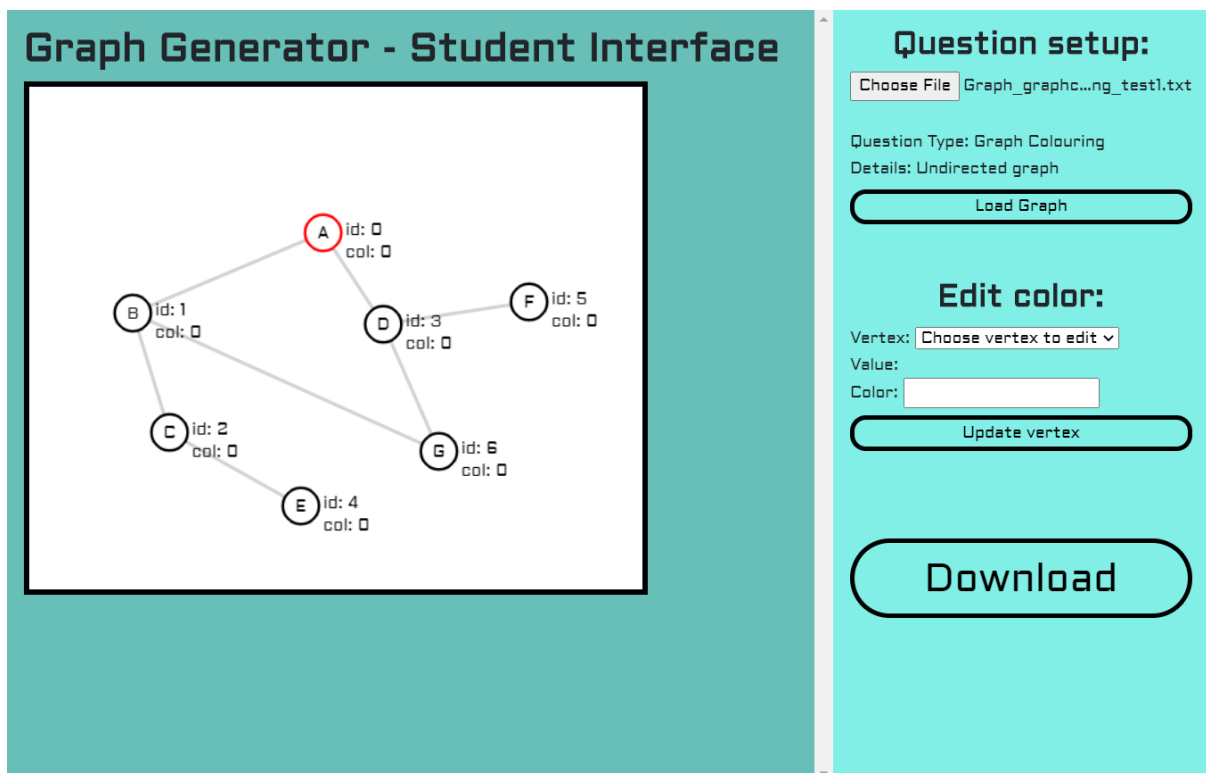 Graph Generator - Student Interface
A
id: 0
col: 0
B
id: 1
col: 0
D
id: 3
col: 0
F
id: 5
col: 0
C
id: 2
col: 0
G
id: 6
col: 0
E
id: 4
col: 0
Question setup:
Choose File Graph_graphc...ng_test1.txt
Question Type: Graph Colouring
Details: Undirected graph
Load Graph
Edit color:
Vertex: Choose vertex to edit
Value:
Color:
Update vertex
Download